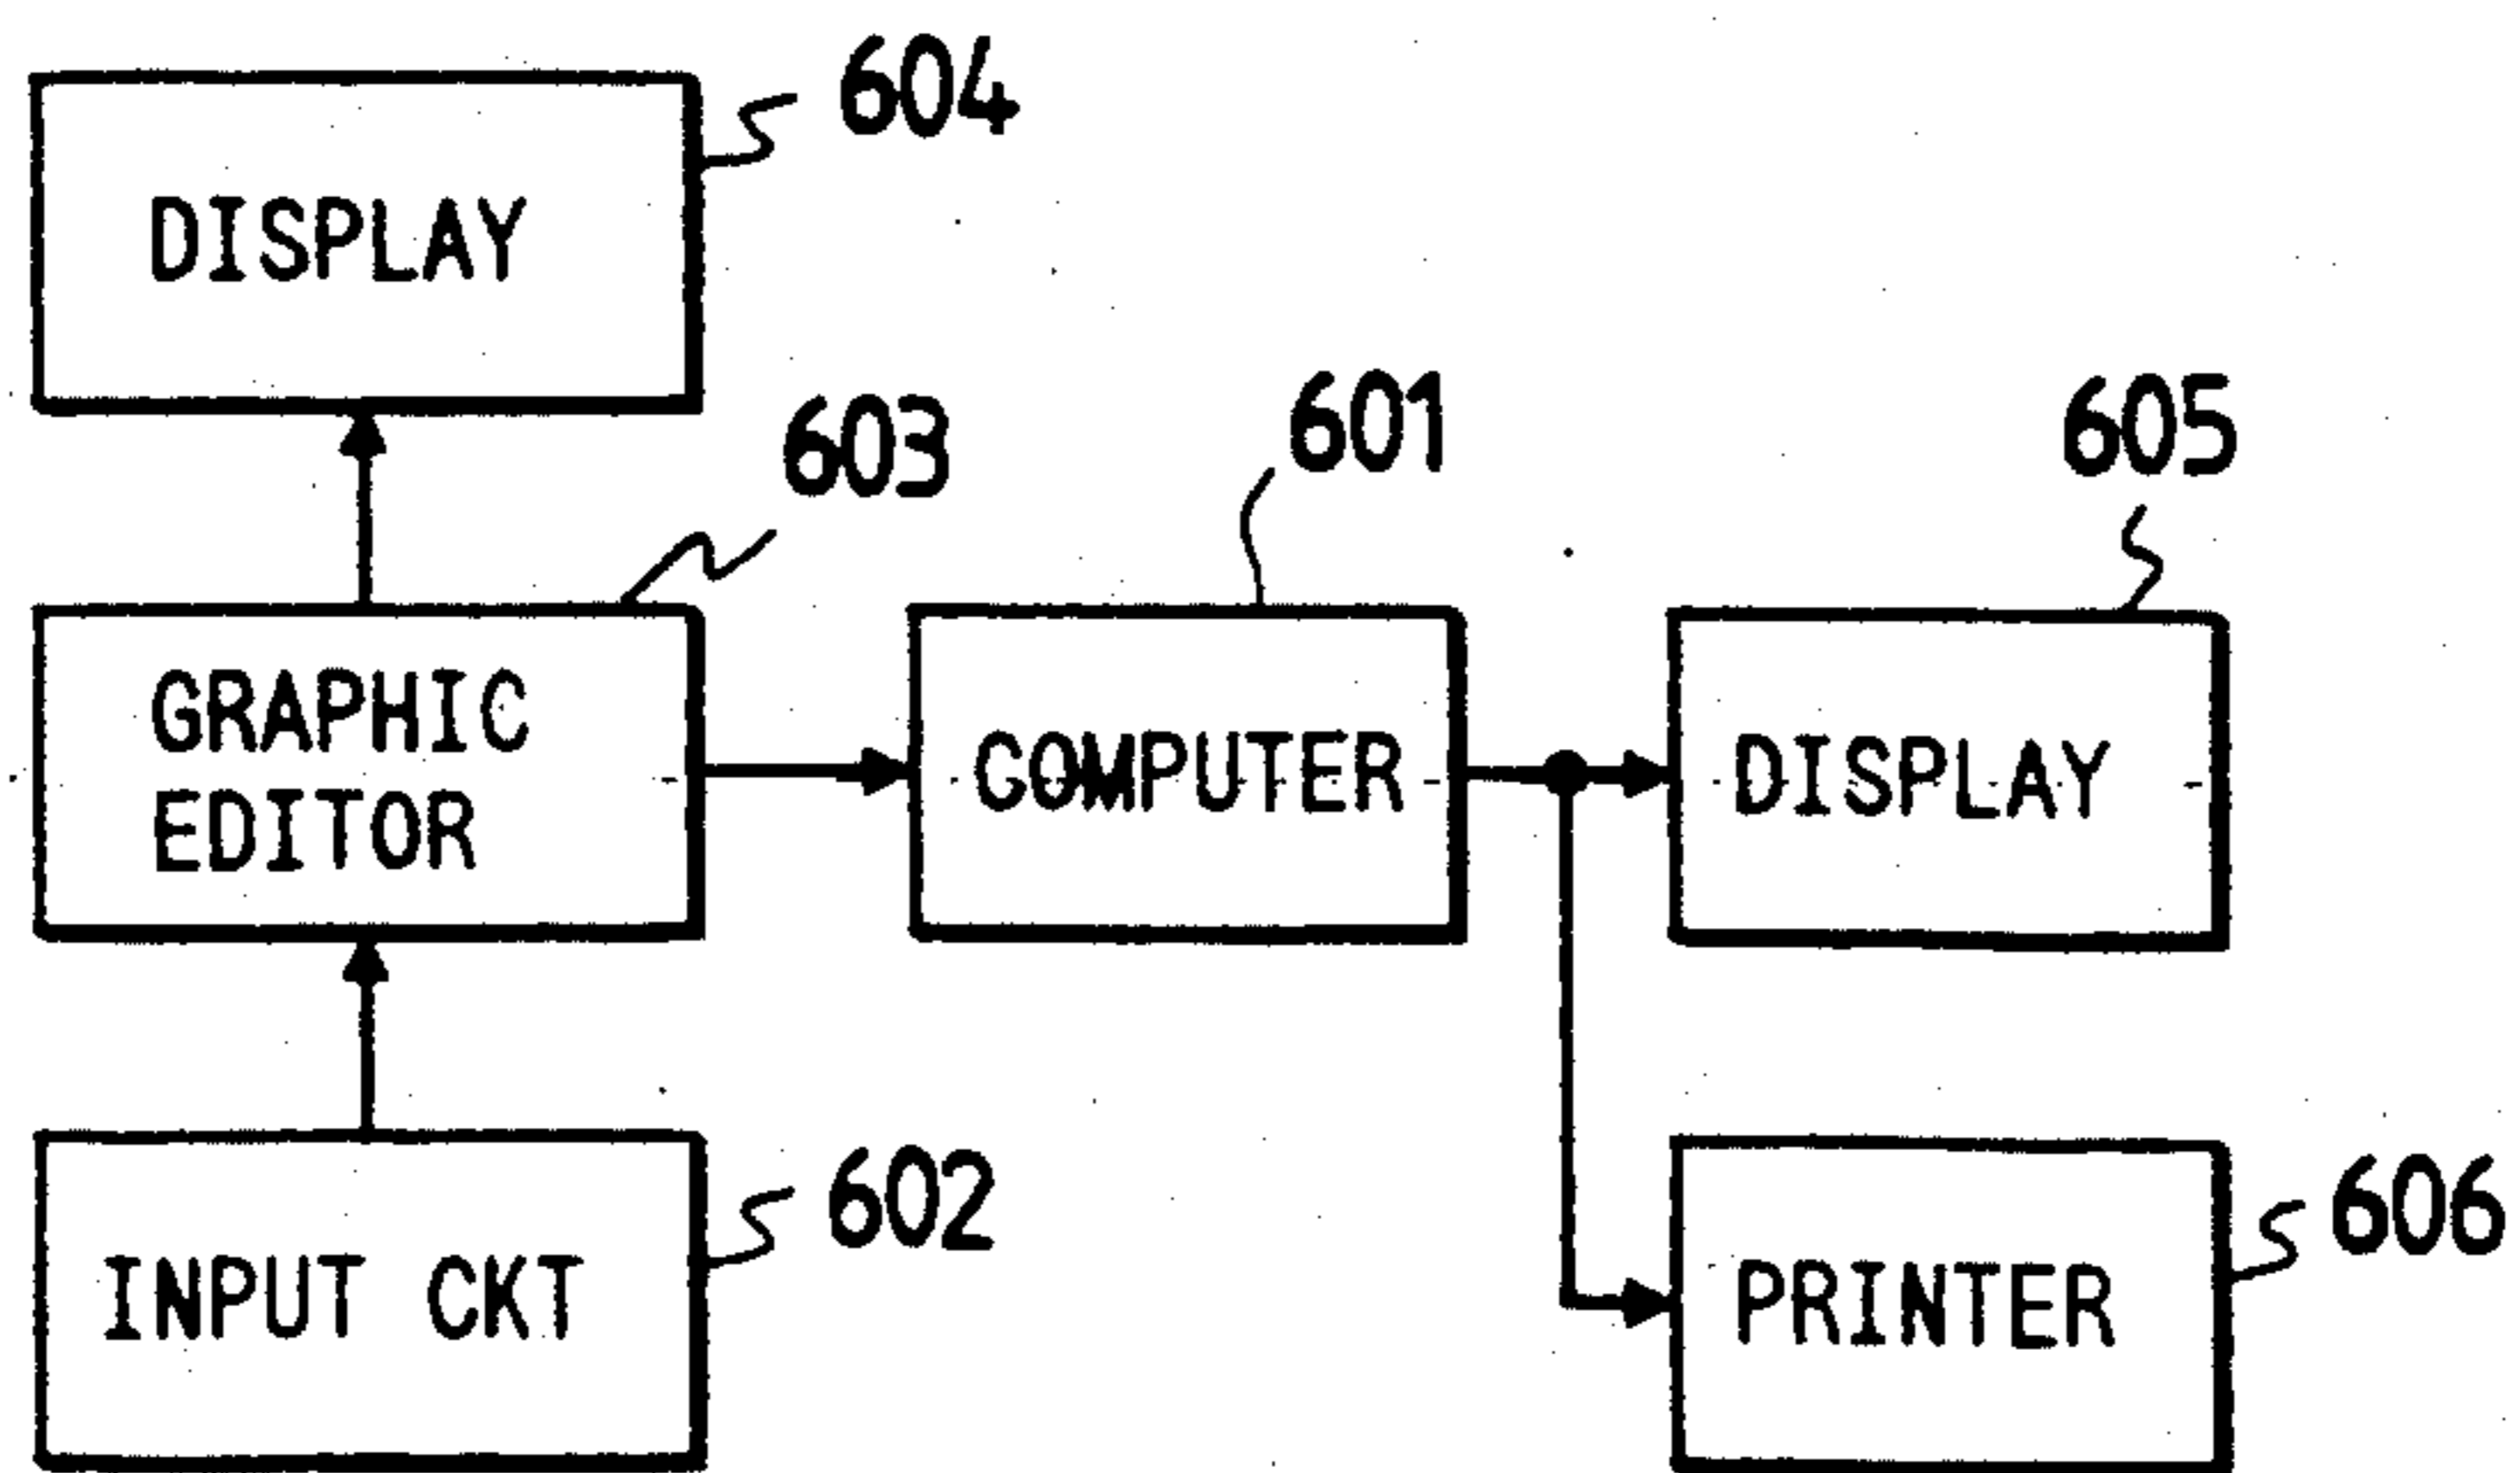 604
DISPLAY
603
601
605
GRAPHIC
EDITOR
COMPUTER
DISPLAY
602
606
INPUT CKT
PRINTER